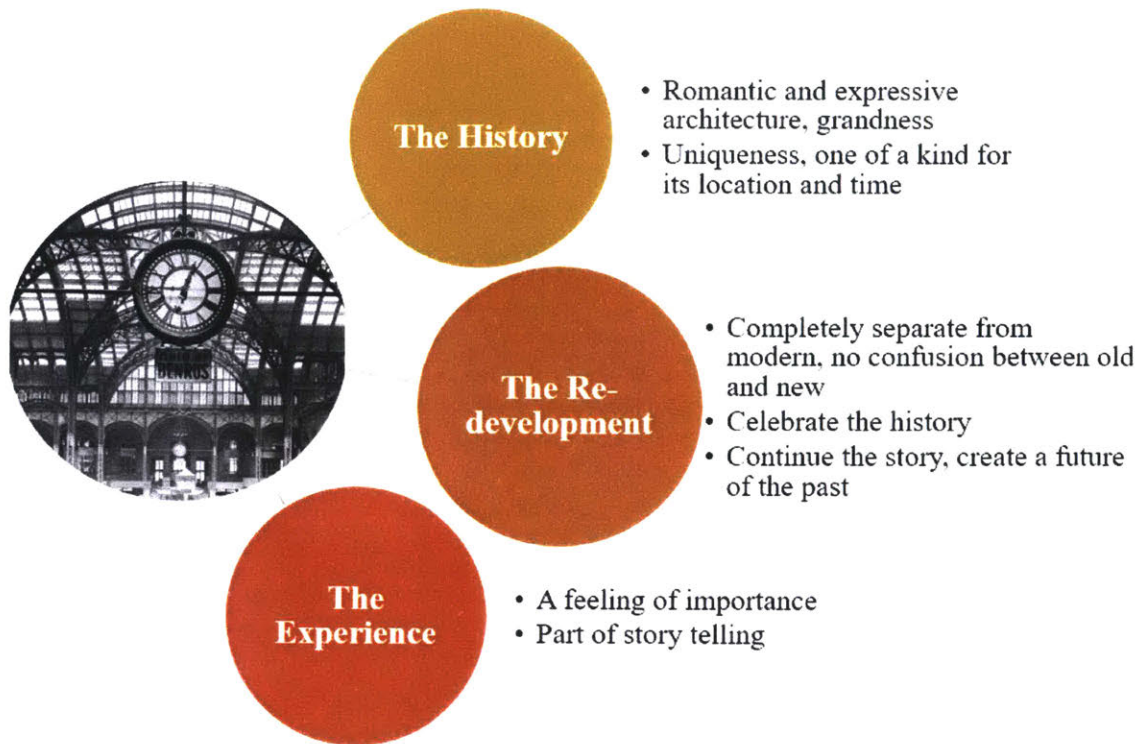 The History
• Romantic and expressive
architecture, grandness
• Uniqueness, one of a kind for
its location and time
The Re-
development
• Completely separate from
modern, no confusion between old
and new
• Celebrate the history
• Continue the story, create a future
of the past
The
Experience
• A feeling of importance
• Part of story telling
BENRUS